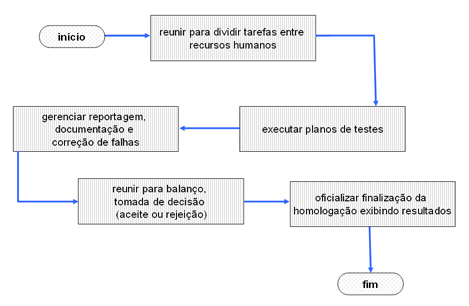 inicio
reunir para dividir tarefas entre
recursos humanos
executar planos de testes
gerenciar reportagem,
documentação e
correção de falhas
reunir para balanço,
tomada de decisão
(aceite ou rejeição)
oficializar finalização da
homologação exibindo resultados
fim